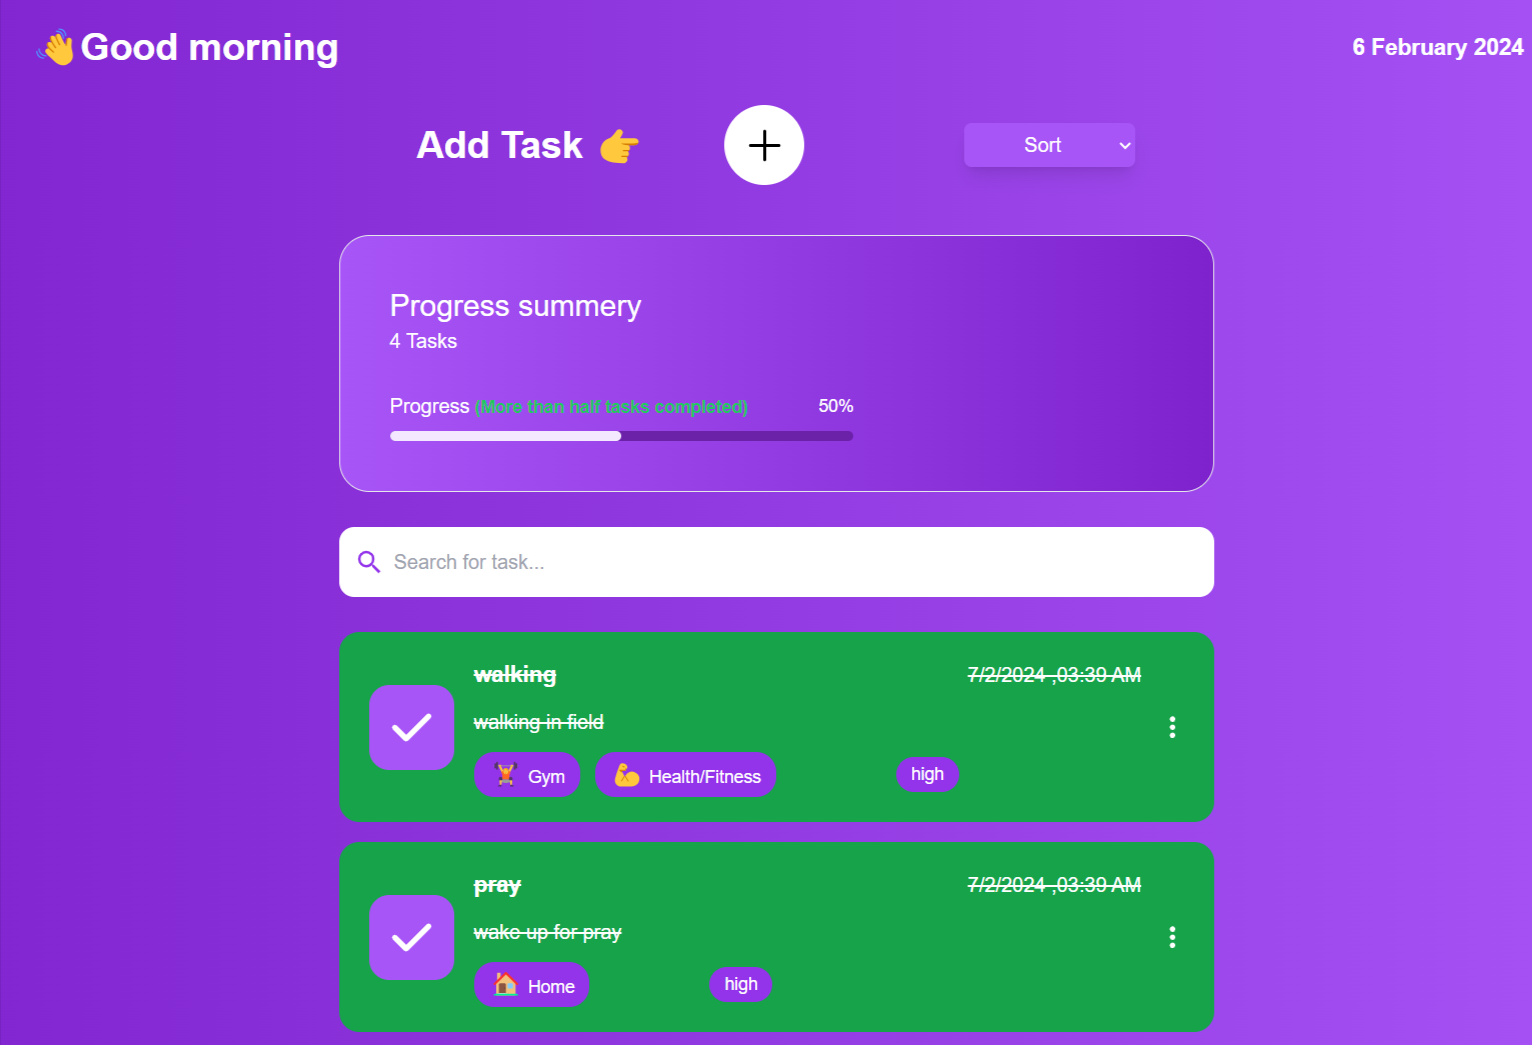 👋Good morning
6 February 2024
Add Task 👉
Sort
Progress summery
4 Tasks
Progress (More than half tasks completed) 50%
Search for task...
walking
7/2/2024 ,03:39 AM
walking in field
🏋 Gym
💪 Health/Fitness
high
pray
7/2/2024 ,03:39 AM
wake up for pray
🏠 Home
high